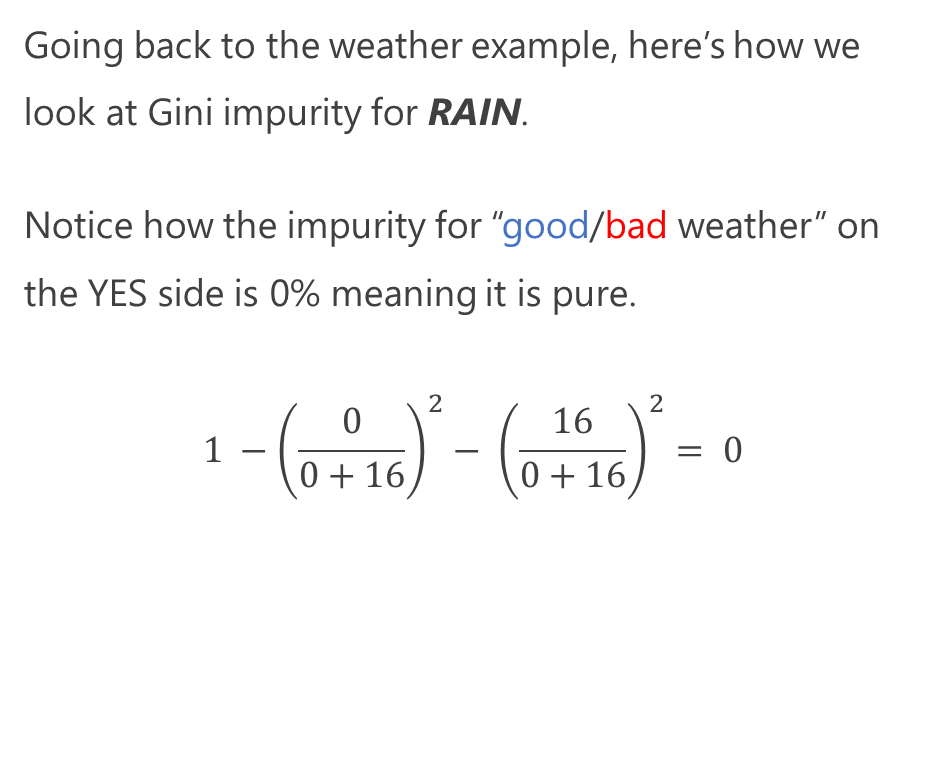 Going back to the weather example, here’s how we
look at Gini impurity for RAIN.
Notice how the impurity for “good/bad weather” on
the YES side is 0% meaning it is pure.
1 − (0 / (0 + 16))² − (16 / (0 + 16))² = 0